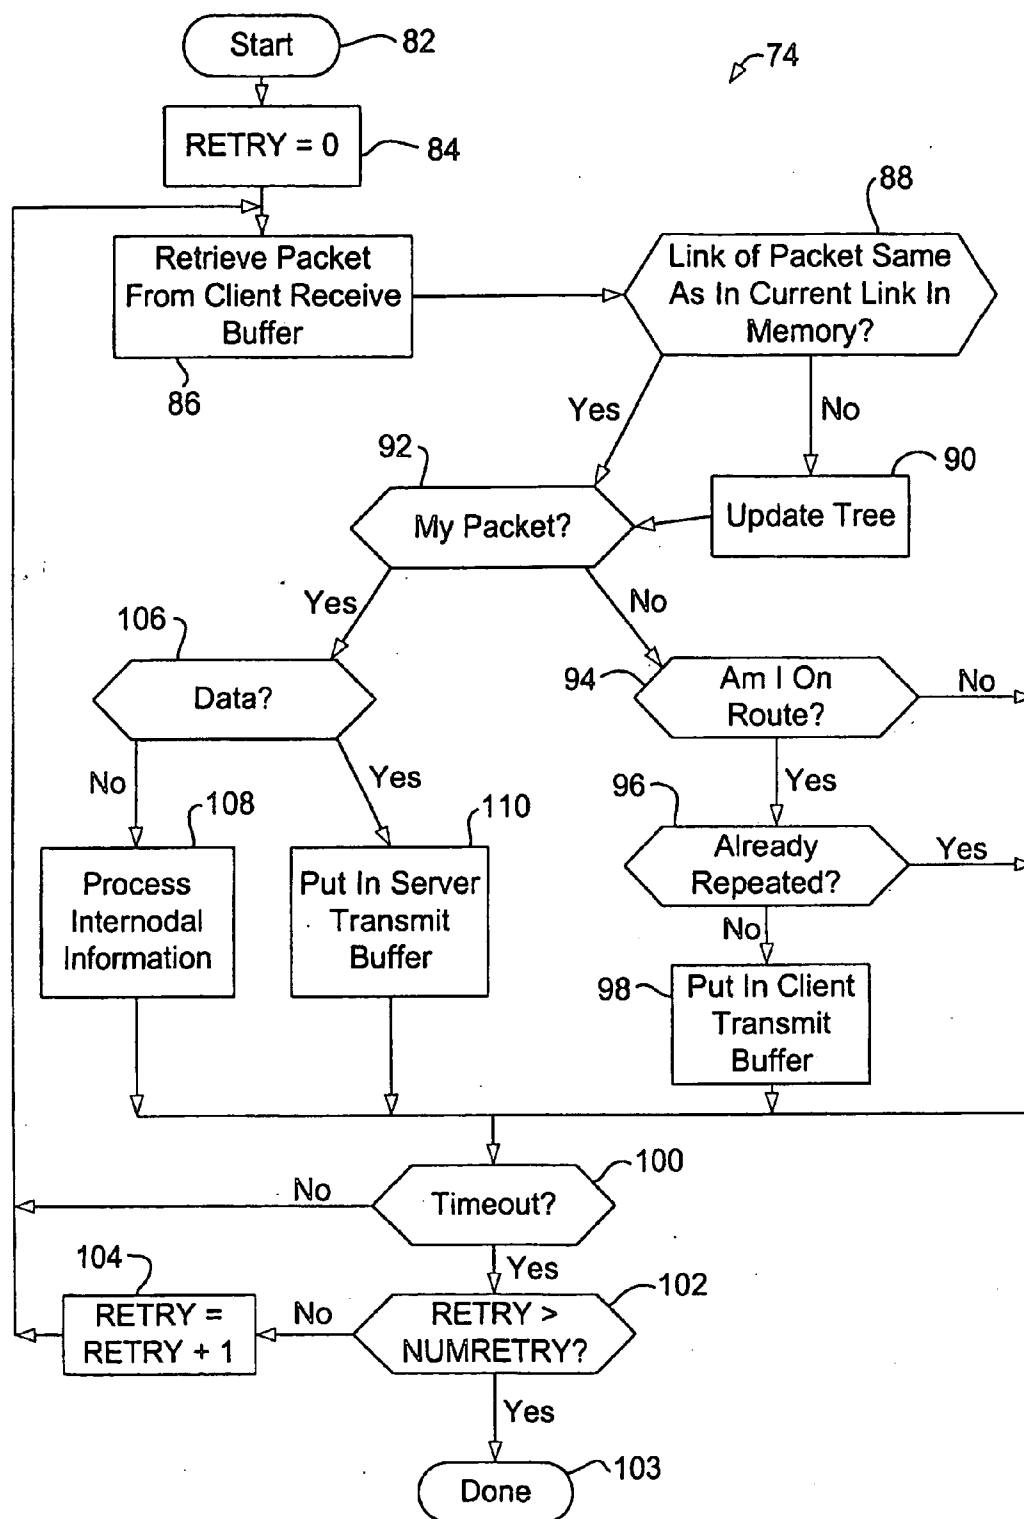 Start
82
74
RETRY = 0
84
88
Retrieve Packet
From Client Receive
Buffer
86
Link of Packet Same
As In Current Link In
Memory?
Yes
No
92
90
My Packet?
Update Tree
Yes
No
106
Data?
94
Am I On
Route?
No
No
Yes
Yes
108
110
96
Already
Repeated?
Yes
Process
Internodal
Information
Put In Server
Transmit
Buffer
No
98
Put In Client
Transmit
Buffer
100
No
Timeout?
Yes
104
102
RETRY =
RETRY + 1
No
RETRY >
NUMRETRY?
Yes
103
Done